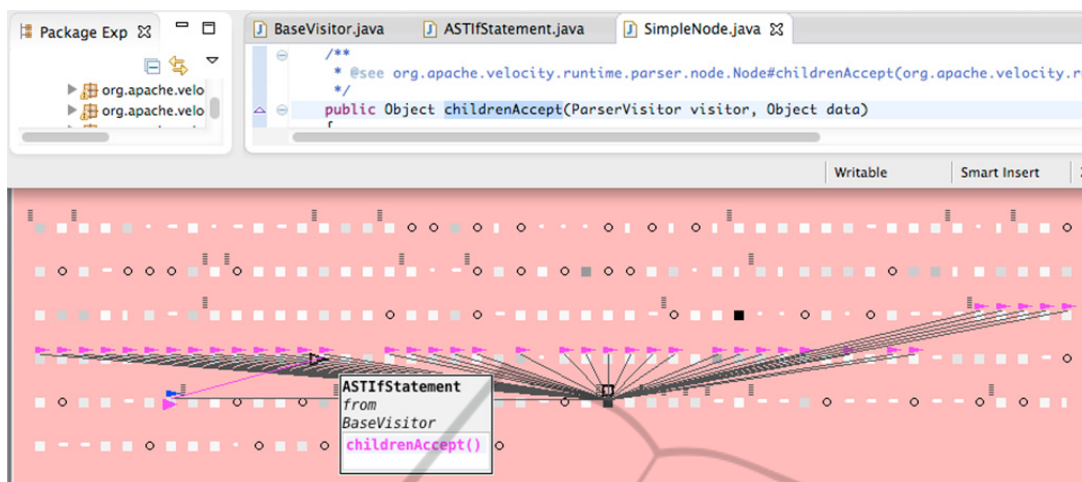 Package Exp
BaseVisitor.java
ASTIfStatement.java
SimpleNode.java
/**
* @see org.apache.velocity.runtime.parser.node.Node#childrenAccept(org.apache.velocity.r
*/
public Object childrenAccept(ParserVisitor visitor, Object data)
{
org.apache.velo
org.apache.velo
Writable
Smart Insert
ASTIfStatement
from
BaseVisitor
childrenAccept()